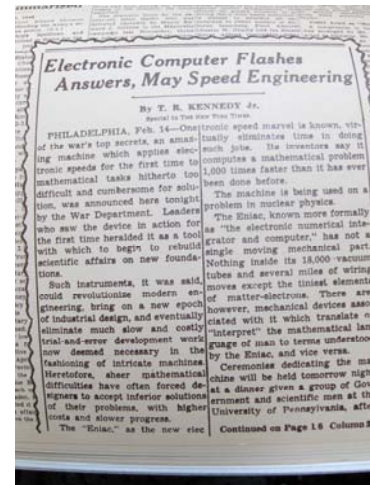 Electronic Computer Flashes
Answers, May Speed Engineering
By T. R. KENNEDY Jr.
Special to THE NEW YORK TIMES.
PHILADELPHIA, Feb. 14—One
of the war's top secrets, an amaz-
ing machine which applies elec-
tronic speeds for the first time to
mathematical tasks hitherto too
difficult and cumbersome for solu-
tion, was announced here tonight
by the War Department. Leaders
who saw the device in action for
the first time heralded it as a tool
with which to begin to rebuild
scientific affairs on new founda-
tions.
Such instruments, it was said,
could revolutionize modern en-
gineering, bring on a new epoch
of industrial design, and eventually
eliminate much slow and costly
trial-and-error development work
now deemed necessary in the
fashioning of intricate machines.
Heretofore, sheer mathematical
difficulties have often forced de-
signers to accept inferior solutions
of their problems, with higher
costs and slower progress.
The "Eniac," as the new elec
tronic speed marvel is known, vir-
tually eliminates time in doing
such jobs. Its inventors say it
computes a mathematical problem
1,000 times faster than it has ever
been done before.
The machine is being used on a
problem in nuclear physics.
The Eniac, known more formally
as "the electronic numerical inte-
grator and computer," has not a
single moving mechanical part.
Nothing inside its 18,000 vacuum
tubes and several miles of wiring
moves except the tiniest elements
of matter-electrons. There are
however, mechanical devices asso-
ciated with it which translate or
"interpret" the mathematical lan-
guage of man to terms understood
by the Eniac, and vice versa.
Ceremonies dedicating the ma-
chine will be held tomorrow nigh
at a dinner given a group of Gov
ernment and scientific men at th
University of Pennsylvania, afte
Continued on Page 16 Column